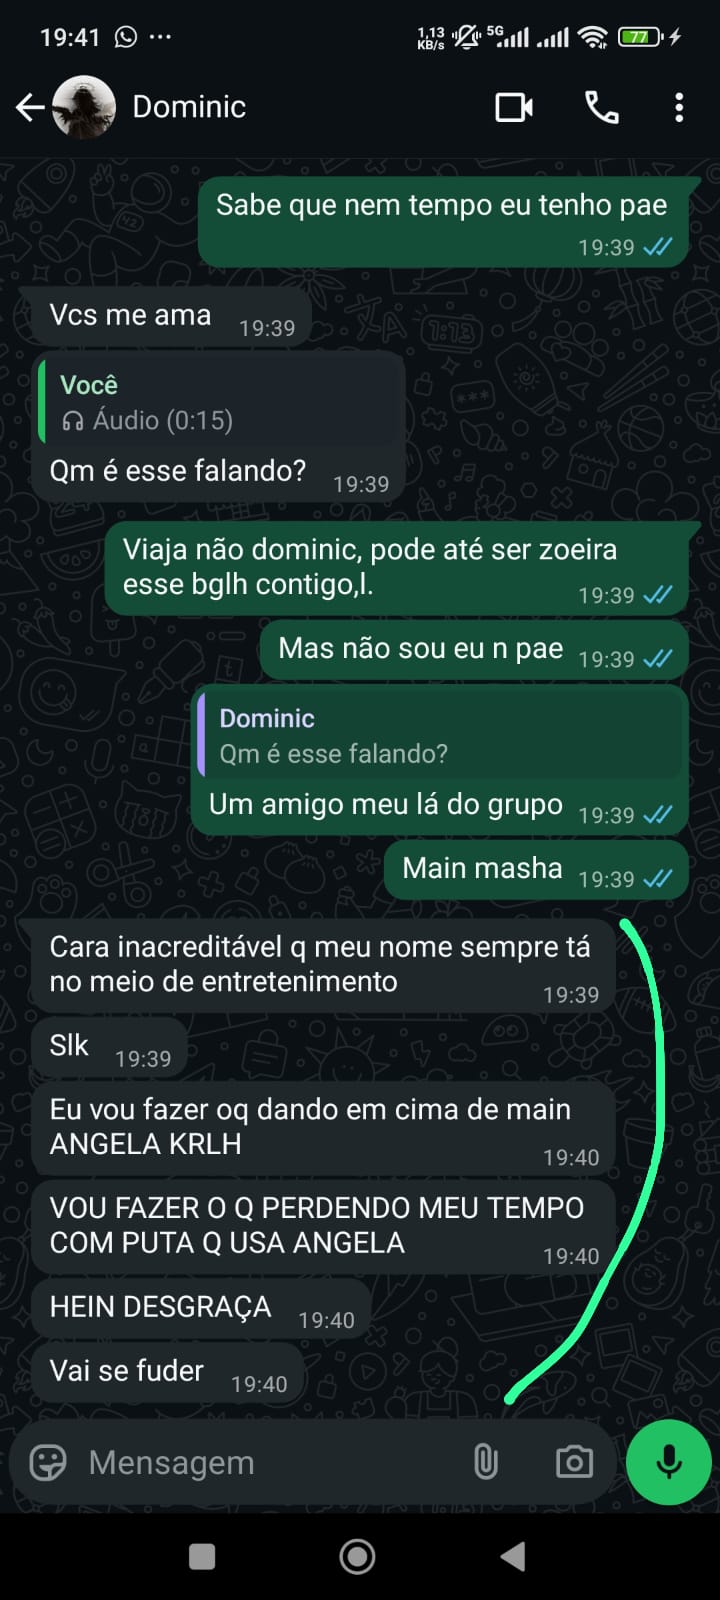 19:41
1,13
KB/s
5G
77
Dominic
Sabe que nem tempo eu tenho pae
19:39
Vcs me ama
19:39
Você
Áudio (0:15)
Qm é esse falando?
19:39
Viaja não dominic, pode até ser zoeira
esse bglh contigo,l.
19:39
Mas não sou eu n pae
19:39
Dominic
Qm é esse falando?
Um amigo meu lá do grupo
19:39
Main masha
19:39
Cara inacreditável q meu nome sempre tá
no meio de entretenimento
19:39
Slk
19:39
Eu vou fazer oq dando em cima de main
ANGELA KRLH
19:40
VOU FAZER O Q PERDENDO MEU TEMPO
COM PUTA Q USA ANGELA
19:40
HEIN DESGRAÇA
19:40
Vai se fuder
19:40
Mensagem